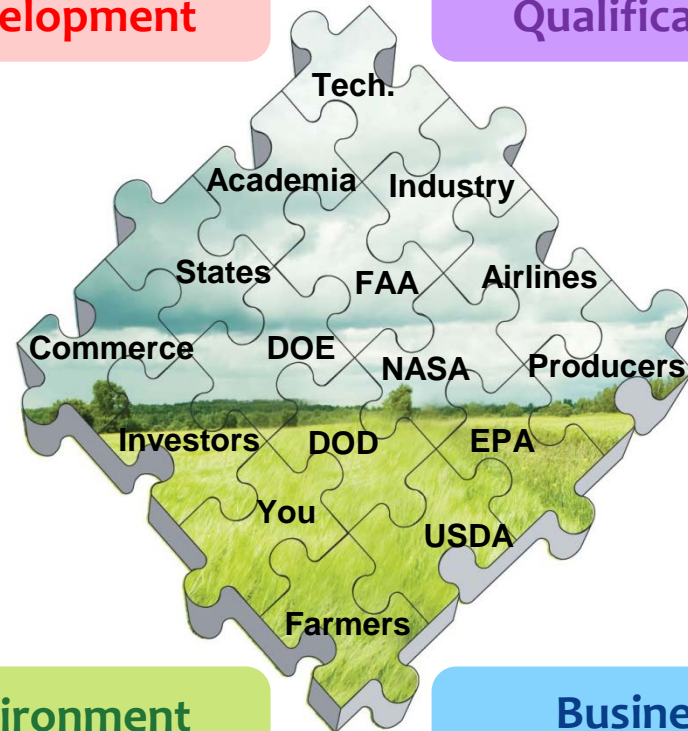 elopment
Qualifica
Tech.
Academia
Industry
States
FAA
Airlines
Commerce
DOE
NASA
Producers
Investors
DOD
EPA
You
USDA
Farmers
ironment
Busine